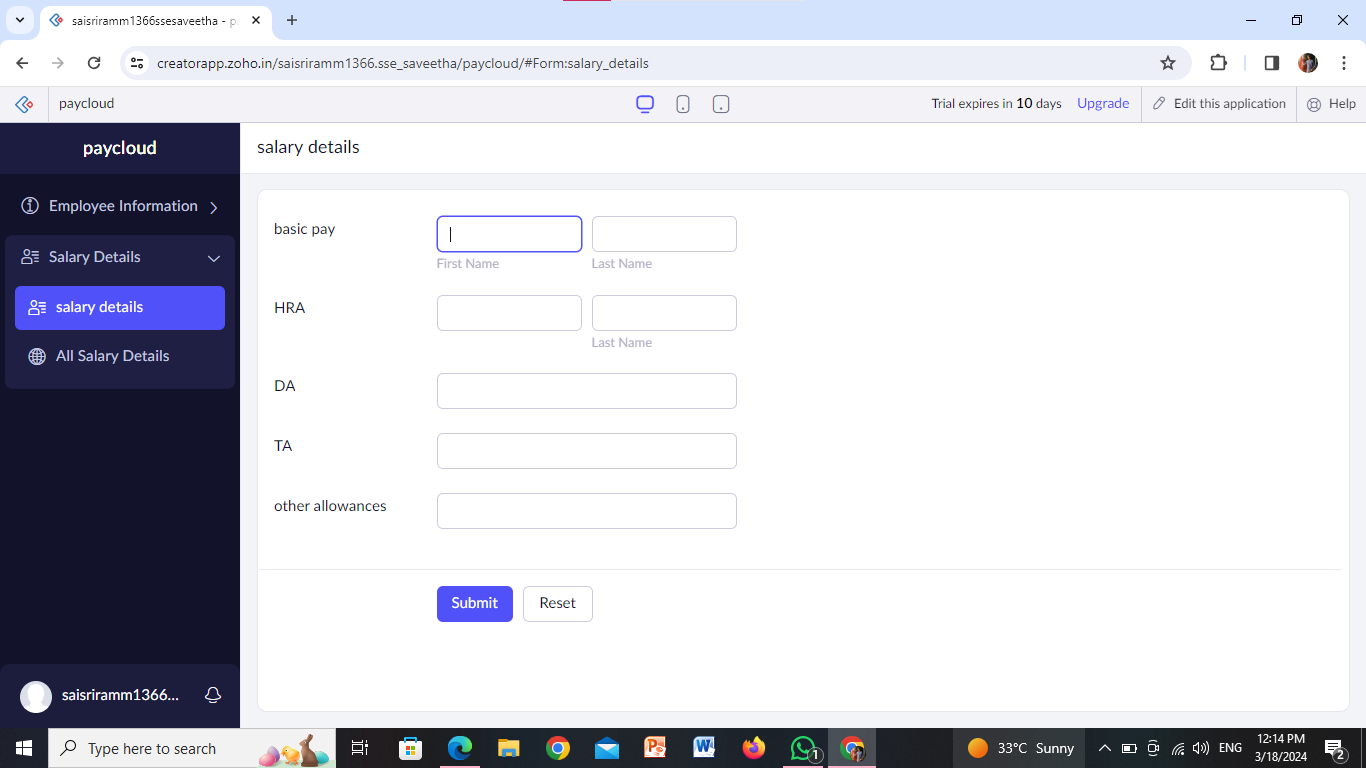 saisriramm1366ssesaveetha - p
creatorapp.zoho.in/saisriramm1366.sse_saveetha/paycloud/#Form:salary_details
paycloud
Trial expires in 10 days
Upgrade
Edit this application
Help
paycloud
salary details
Employee Information
Salary Details
salary details
All Salary Details
basic pay
First Name
Last Name
HRA
Last Name
DA
TA
other allowances
Submit
Reset
saisriramm1366...
Type here to search
1
33°C Sunny
ENG
12:14 PM
3/18/2024
2